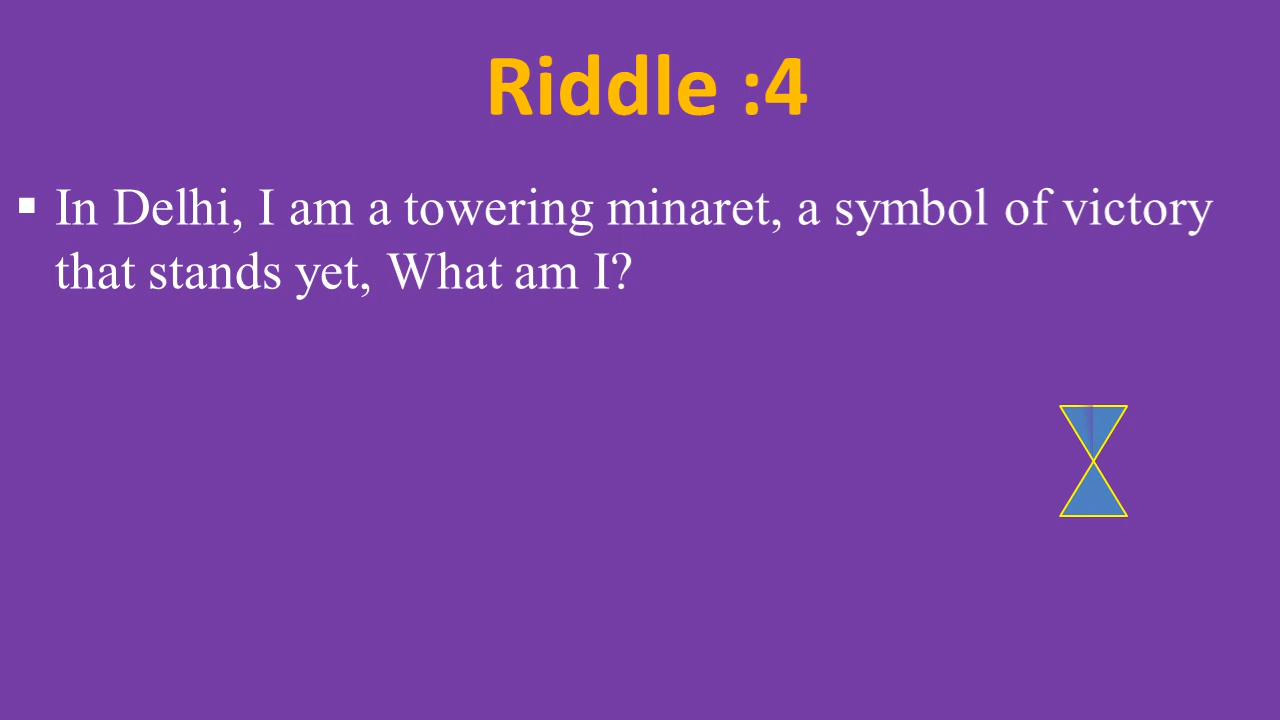 Riddle :4
▪ In Delhi, I am a towering minaret, a symbol of victory
that stands yet, What am I?